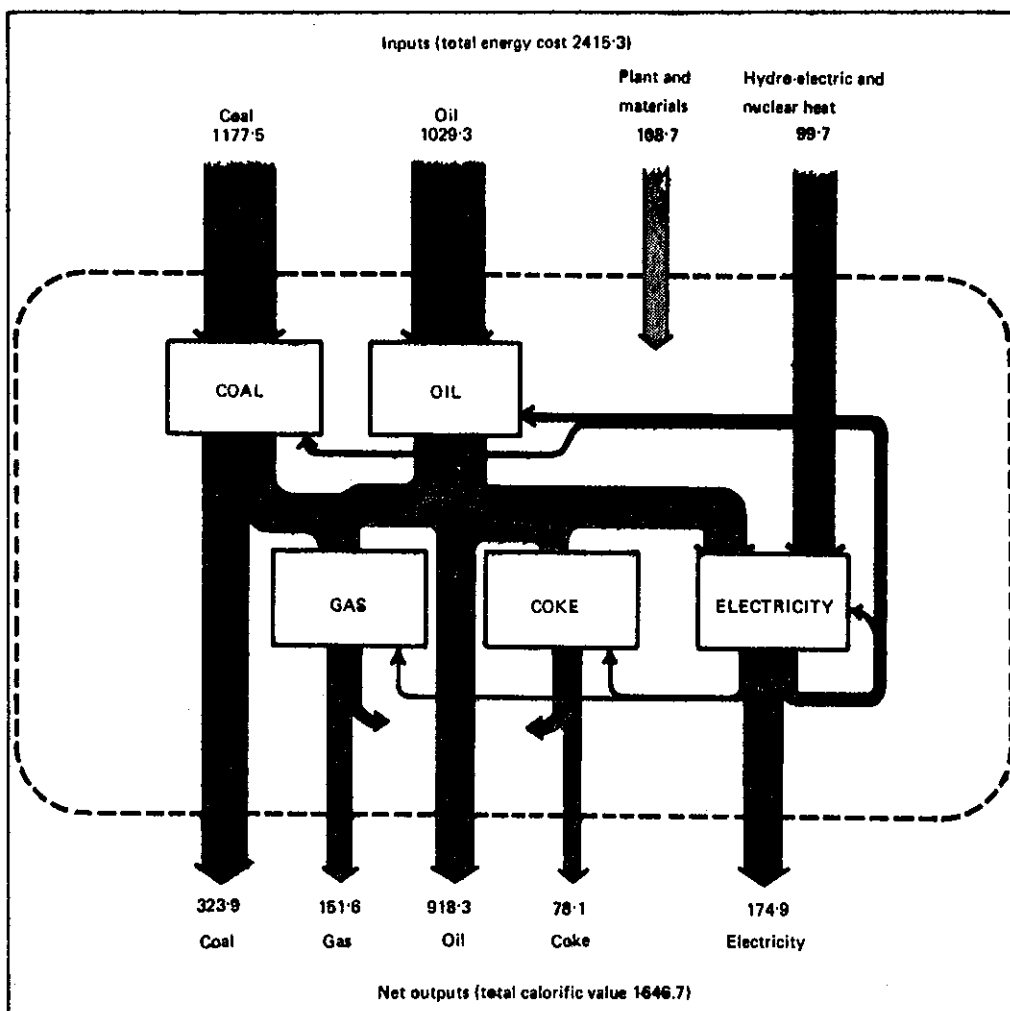 Inputs (total energy cost 2415·3)
Coal
1177·5
Oil
1029·3
Plant and
materials
108·7
Hydro-electric and
nuclear heat
99·7
COAL
OIL
GAS
COKE
ELECTRICITY
323·9
Coal
151·6
Gas
918·3
Oil
78·1
Coke
174·9
Electricity
Net outputs (total calorific value 1646.7)